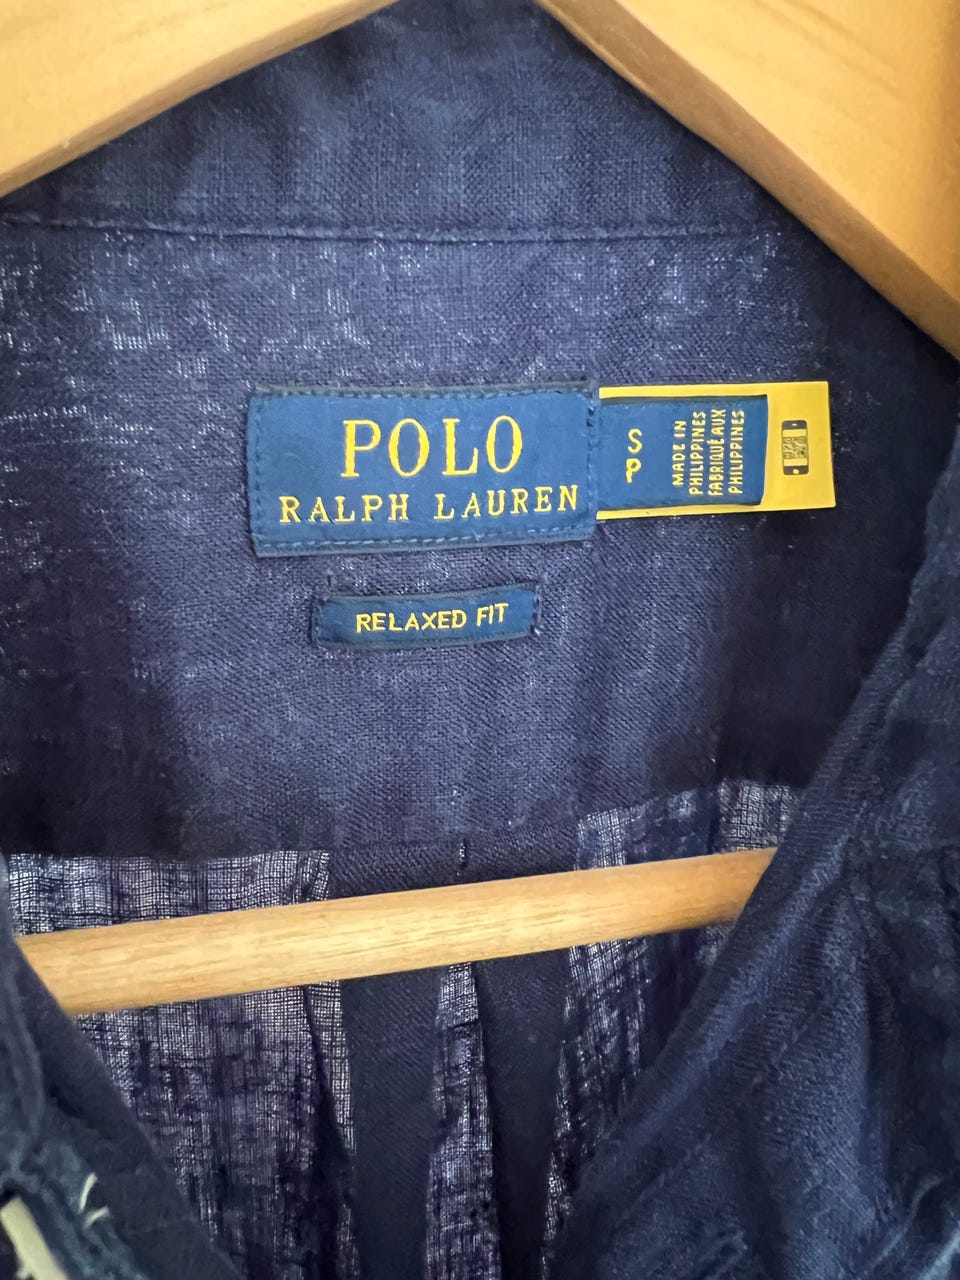 POLO
RALPH LAUREN
S
P
MADE IN
PHILIPPINES
FABRIQUÉ AUX
PHILIPPINES
RELAXED FIT